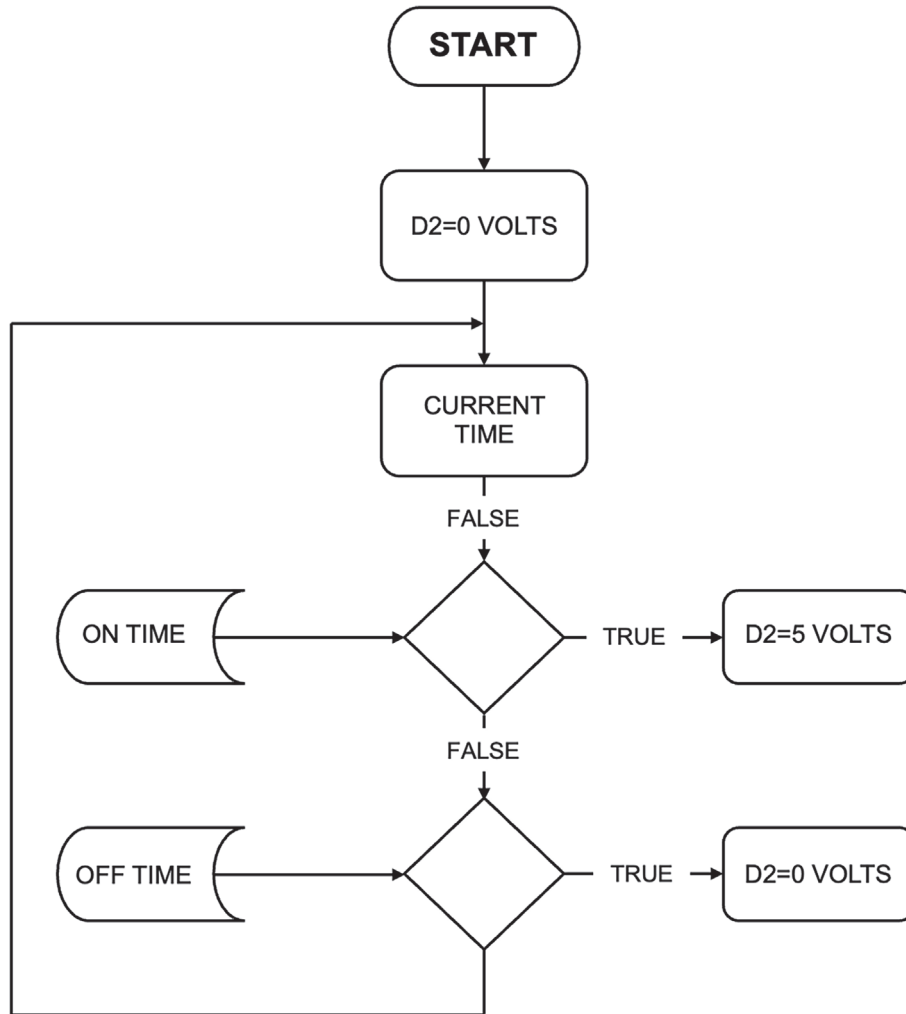 START
D2=0 VOLTS
CURRENT
TIME
FALSE
ON TIME
TRUE
D2=5 VOLTS
FALSE
OFF TIME
TRUE
D2=0 VOLTS